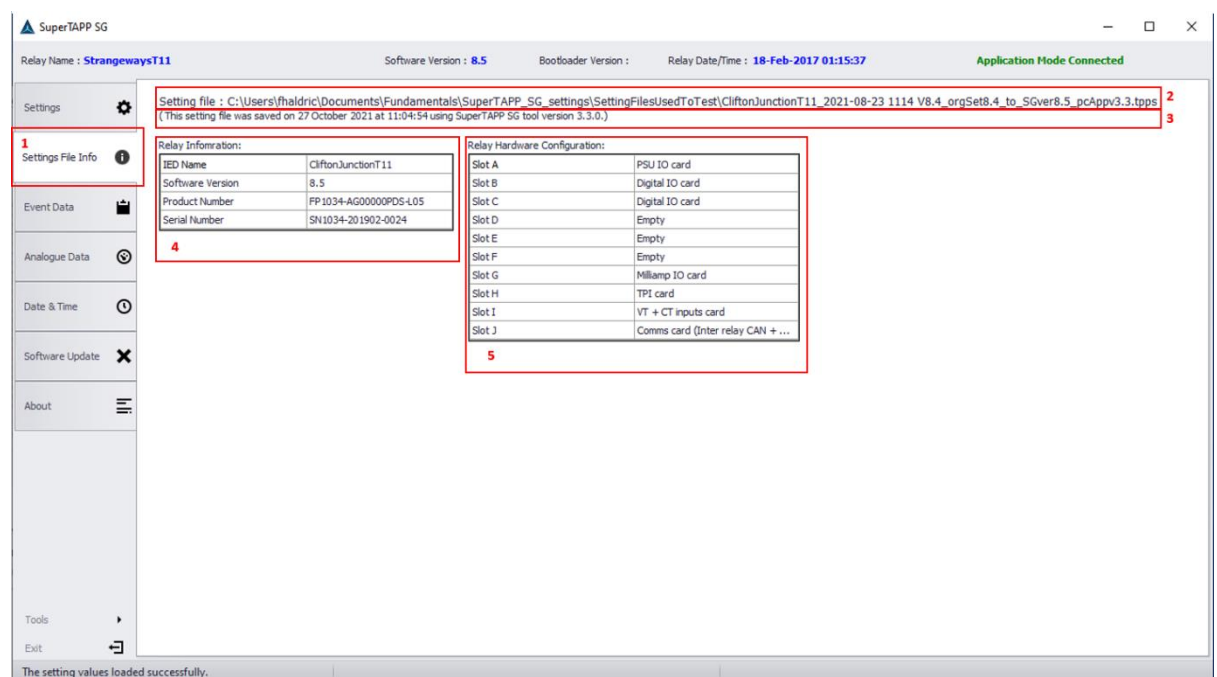 SuperTAPP SG
Relay Name : StrangewaysT11 Software Version : 8.5 Bootloader Version : Relay Date/Time : 18-Feb-2017 01:15:37 Application Mode Connected
Settings
1
Settings File Info
Event Data
Analogue Data
Date & Time
Software Update
About
Tools
Exit
Setting file : C:\Users\fhaldric\Documents\Fundamentals\SuperTAPP_SG_settings\SettingFilesUsedToTest\CliftonJunctionT11_2021-08-23 1114 V8.4_orgSet8.4_to_SGver8.5_pcAppv3.3.tpps 2
( This setting file was saved on 27 October 2021 at 11:04:54 using SuperTAPP SG tool version 3.3.0.) 3
Relay Infomration:
IED Name CliftonJunctionT11
Software Version 8.5
Product Number FP1034-AG00000PDS-L05
Serial Number SN1034-201902-0024
4
Relay Hardware Configuration:
Slot A PSU IO card
Slot B Digital IO card
Slot C Digital IO card
Slot D Empty
Slot E Empty
Slot F Empty
Slot G Milliamp IO card
Slot H TPI card
Slot I VT + CT inputs card
Slot J Comms card (Inter relay CAN + ...
5
The setting values loaded successfully.